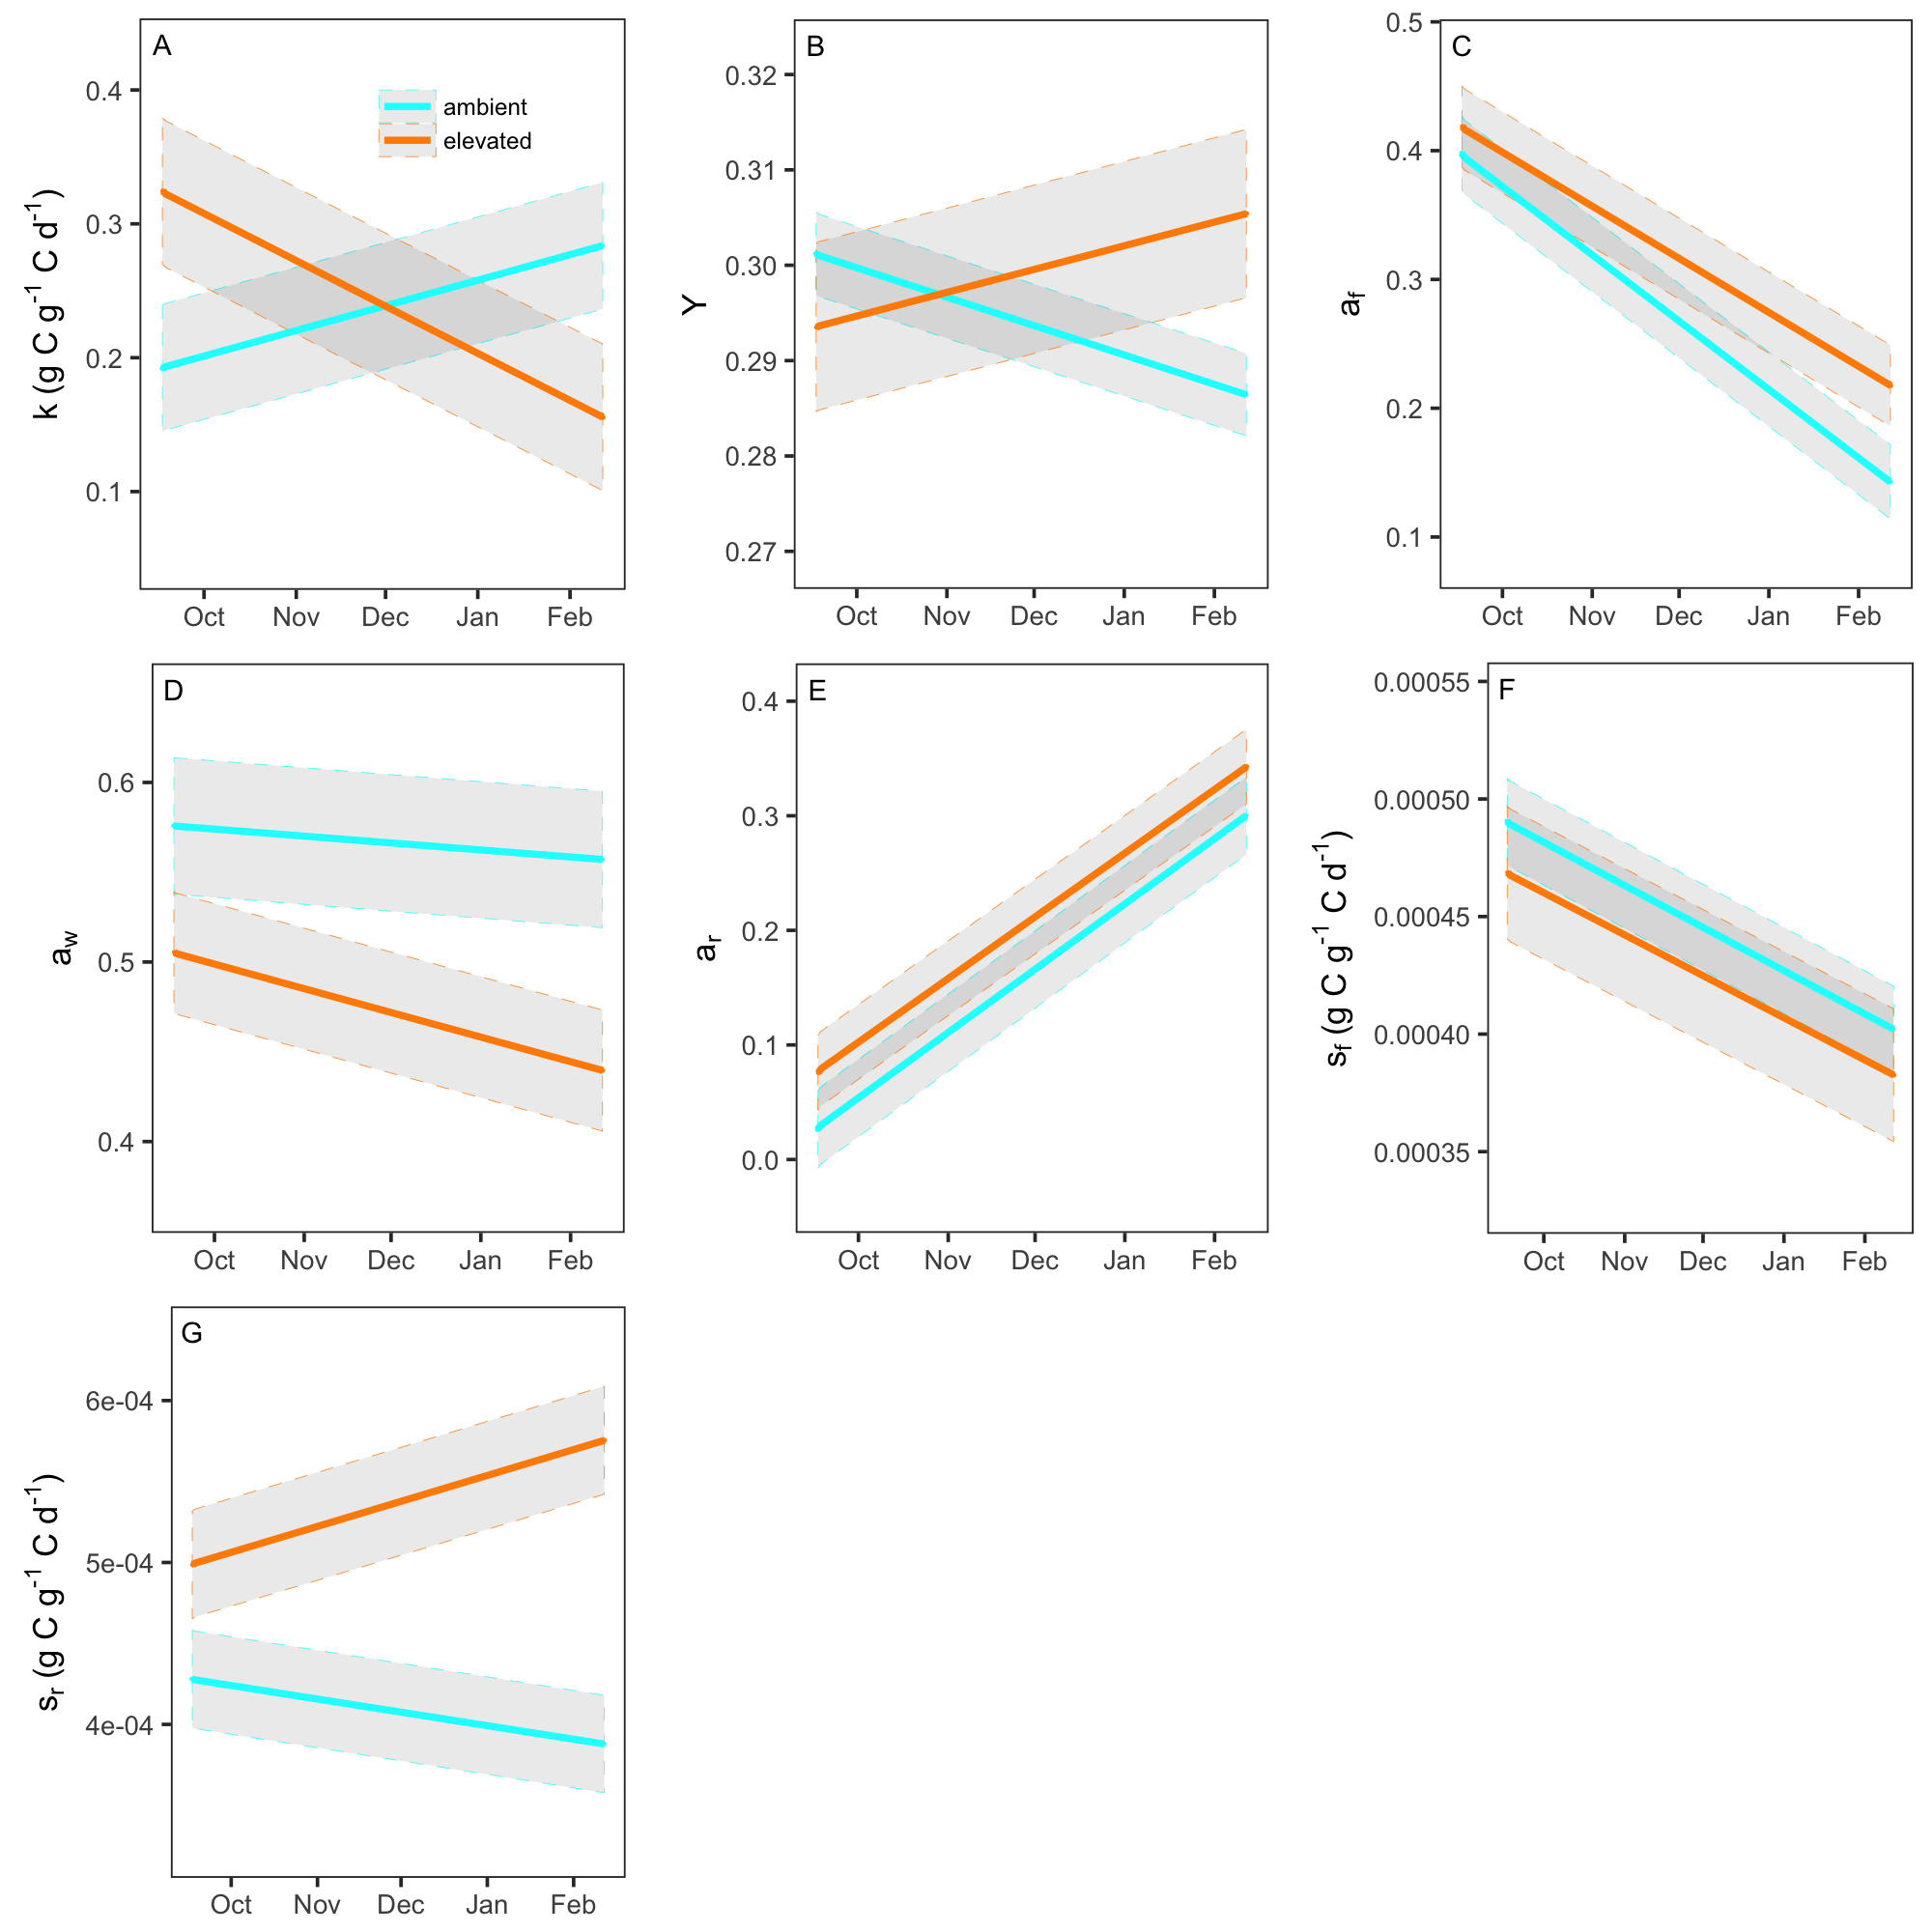 A
ambient
elevated
k (g C g⁻¹ C d⁻¹)
0.4
0.3
0.2
0.1
Oct Nov Dec Jan Feb
B
Y
0.32
0.31
0.30
0.29
0.28
0.27
Oct Nov Dec Jan Feb
C
a_f
0.5
0.4
0.3
0.2
0.1
Oct Nov Dec Jan Feb
D
a_w
0.6
0.5
0.4
Oct Nov Dec Jan Feb
E
a_r
0.4
0.3
0.2
0.1
0.0
Oct Nov Dec Jan Feb
F
s_f (g C g⁻¹ C d⁻¹)
0.00055
0.00050
0.00045
0.00040
0.00035
Oct Nov Dec Jan Feb
G
s_r (g C g⁻¹ C d⁻¹)
6e-04
5e-04
4e-04
Oct Nov Dec Jan Feb